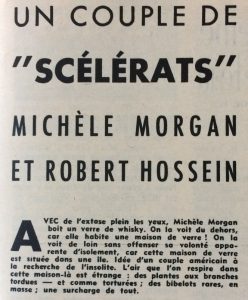 UN COUPLE DE
"SCÉLÉRATS"
MICHÈLE MORGAN
ET ROBERT HOSSEIN
AVEC de l'extase plein les yeux, Michèle Morgan
boit un verre de whisky. On la voit du dehors,
car elle habite une maison de verre ! On la
voit de loin sans offenser sa volonté appa-
rente d'isolement, car cette maison de verre
est située dans une île. Idée d'un couple américain à
la recherche de l'insolite. L'air que l'on respire dans
cette maison-là est étrange : des plantes aux branches
tordues — et comme torturées ; des bibelots rares, en
masse ; une surcharge de tout.